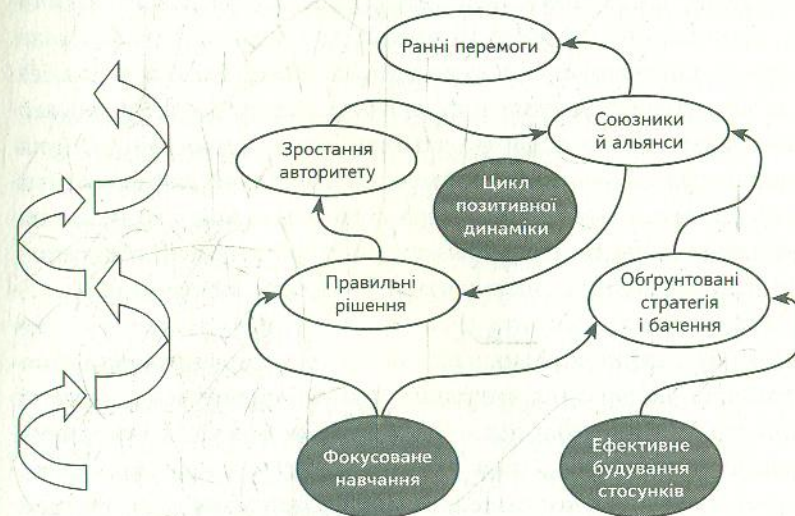 Ранні перемоги
Союзники
й альянси
Зростання
авторитету
Цикл
позитивної
динаміки
Правильні
рішення
Обґрунтовані
стратегія
і бачення
Фокусоване
навчання
Ефективне
будування
стосунків